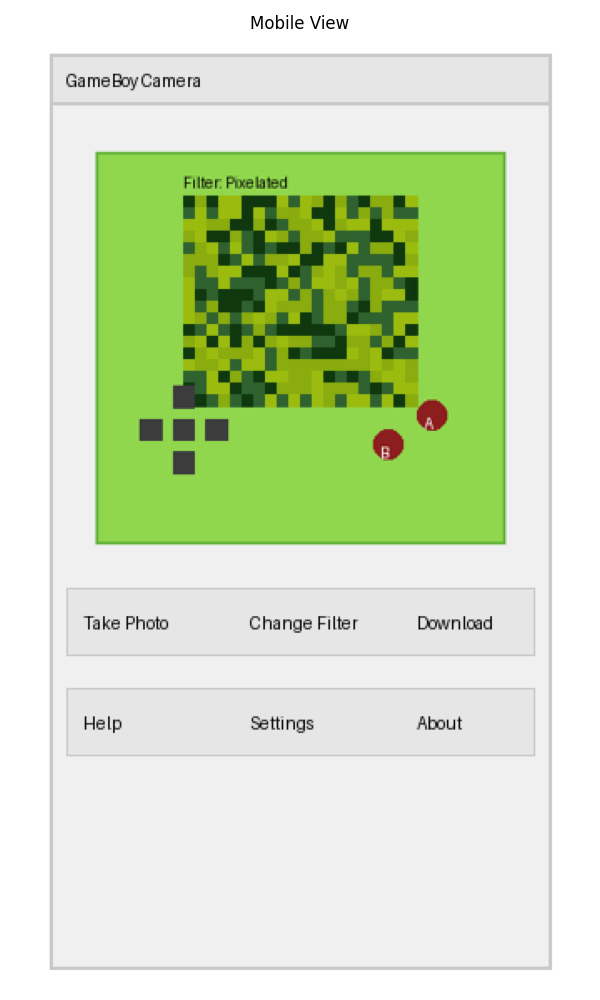 Mobile View
GameBoy Camera
Filter: Pixelated
A
B
Take Photo Change Filter Download
Help Settings About